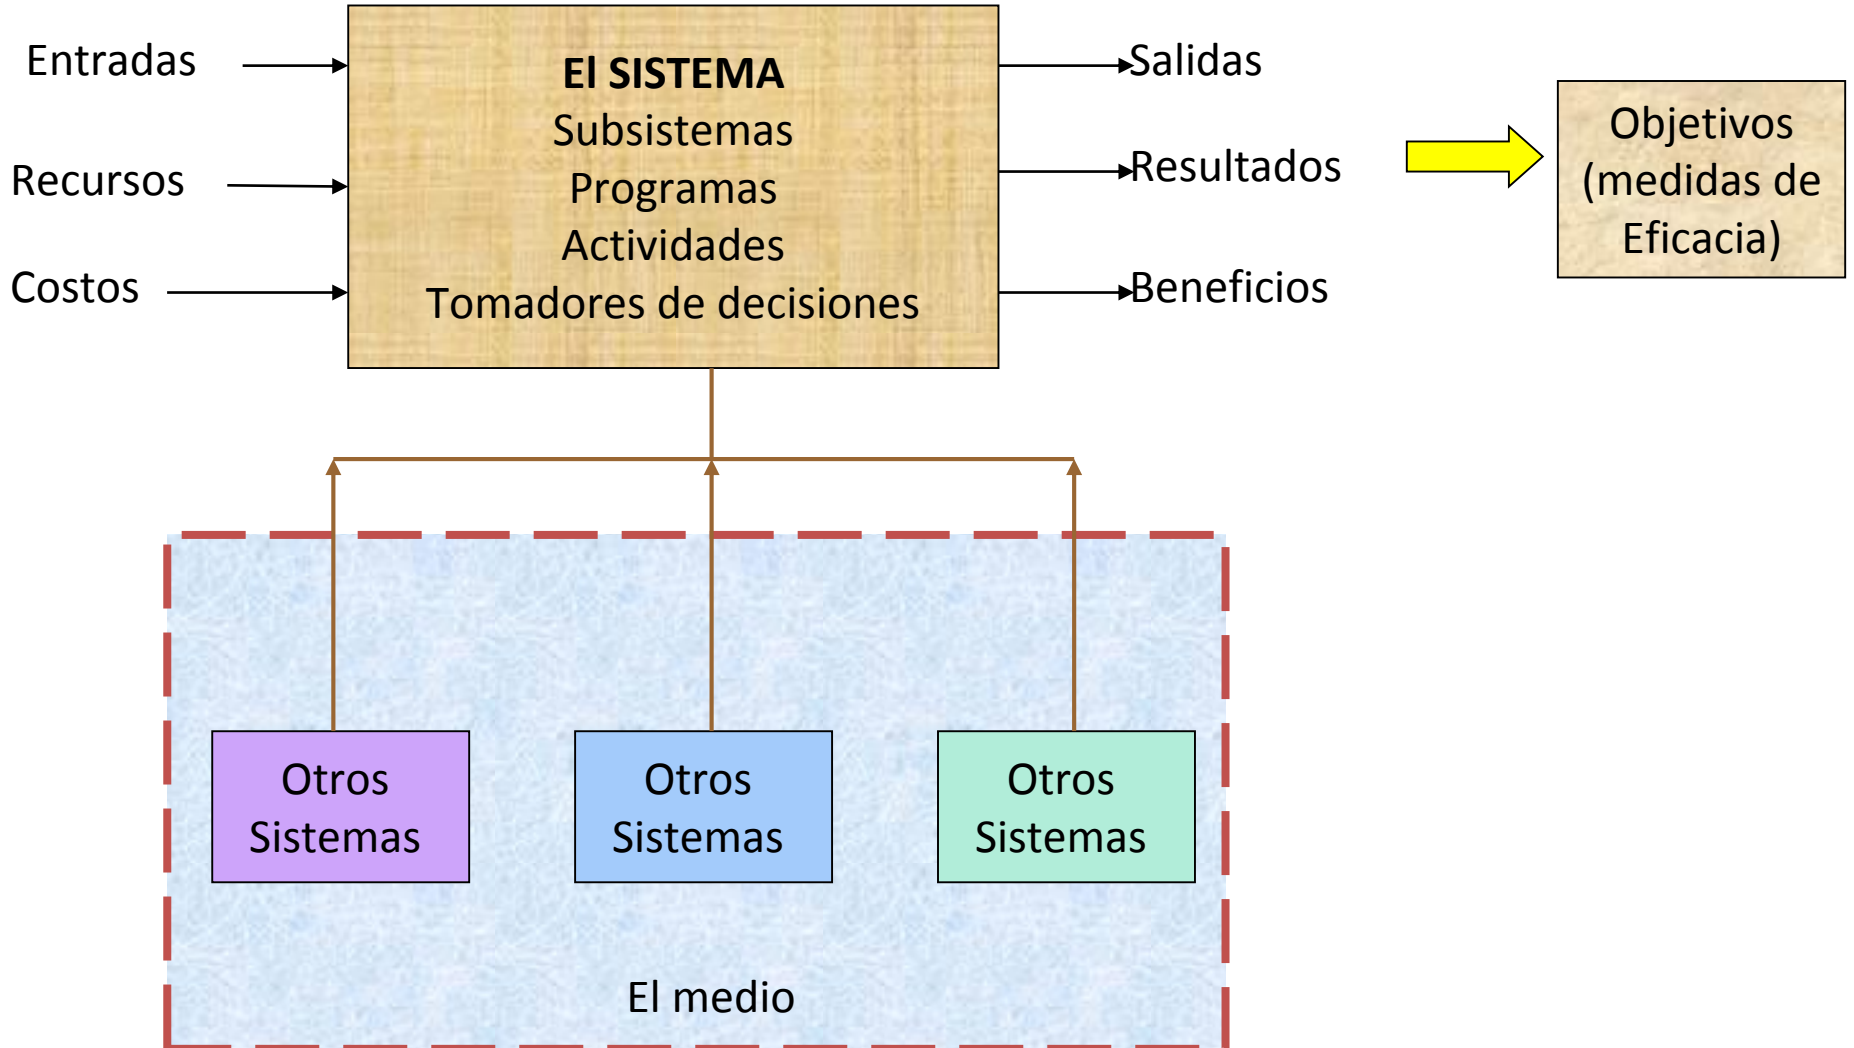 Entradas
Recursos
Costos
El SISTEMA
Subsistemas
Programas
Actividades
Tomadores de decisiones
Salidas
Resultados
Beneficios
Objetivos
(medidas de
Eficacia)
Otros
Sistemas
Otros
Sistemas
Otros
Sistemas
El medio